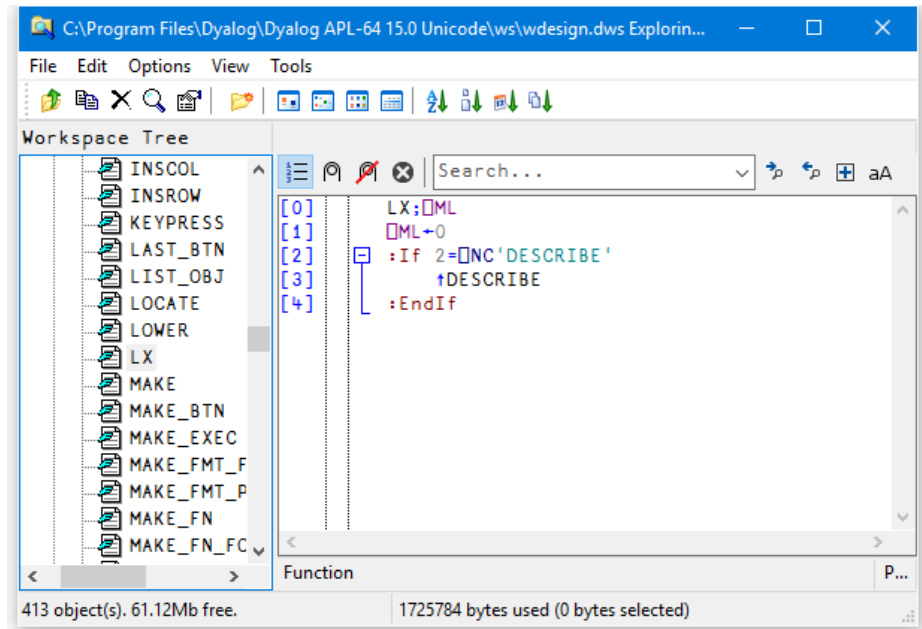 C:\Program Files\Dyalog\Dyalog APL-64 15.0 Unicode\ws\wdesign.dws Explorin...
File Edit Options View Tools
Workspace Tree
INSCOL
INSROW
KEYPRESS
LAST_BTN
LIST_OBJ
LOCATE
LOWER
LX
MAKE
MAKE_BTN
MAKE_EXEC
MAKE_FMT_F
MAKE_FMT_P
MAKE_FN
MAKE_FN_FC
Search... aA
[0] LX;⎕ML
[1] ⎕ML←0
[2] :If 2=⎕NC'DESCRIBE'
[3] ↑DESCRIBE
[4] :EndIf
Function P...
413 object(s). 61.12Mb free. 1725784 bytes used (0 bytes selected)